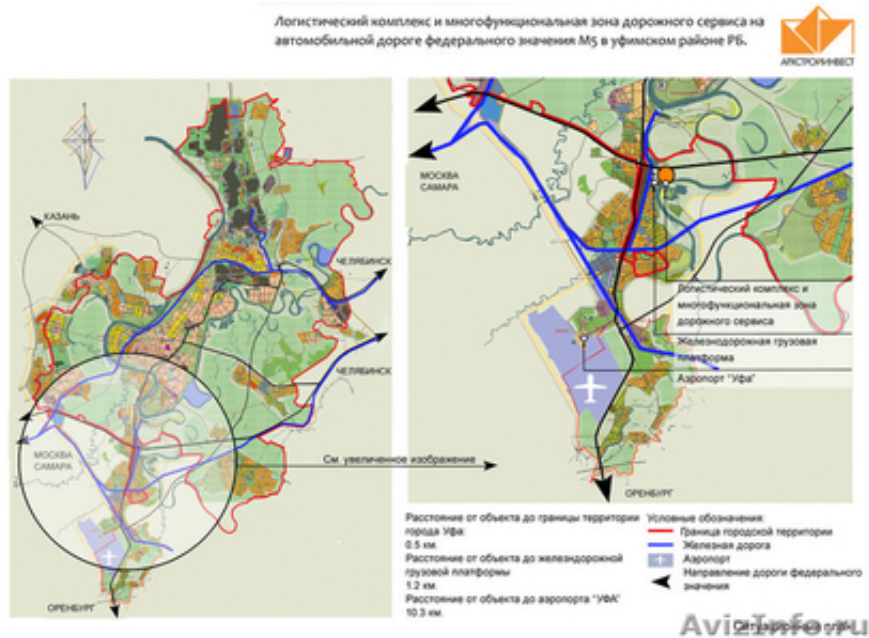 Логистический комплекс и многофункциональная зона дорожного сервиса на
автомобильной дороге федерального значения М5 в уфимском районе РБ.
АРХСТРОЙИНВЕСТ
КАЗАНЬ
ЧЕЛЯБИНСК
ЧЕЛЯБИНСК
МОСКВА
САМАРА
См. увеличенное изображение
ОРЕНБУРГ
МОСКВА
САМАРА
Логистический комплекс и
многофункциональная зона
дорожного сервиса
Железнодорожная грузовая
платформа
Аэропорт "Уфа"
ОРЕНБУРГ
Расстояние от объекта до границы территории
города Уфа:
0.5 км.
Расстояние от объекта до железндорожной
грузовой платформы
1.2 км.
Расстояние от объекта до аэропорта "УФА"
10.3 км.
Условные обозначения:
Граница городской территории
Железная дорога
Аэропорт
Направление дороги федерального
значения
Ситуационный план
AvizInfo.ru